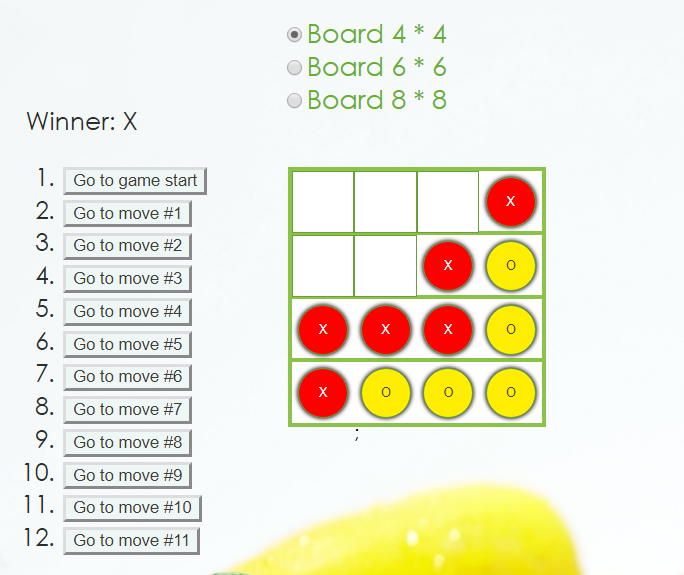 Board 4 * 4
Board 6 * 6
Board 8 * 8
Winner: X
1. Go to game start
2. Go to move #1
3. Go to move #2
4. Go to move #3
5. Go to move #4
6. Go to move #5
7. Go to move #6
8. Go to move #7
9. Go to move #8
10. Go to move #9
11. Go to move #10
12. Go to move #11
X
X O
X X X O
X O O O
;